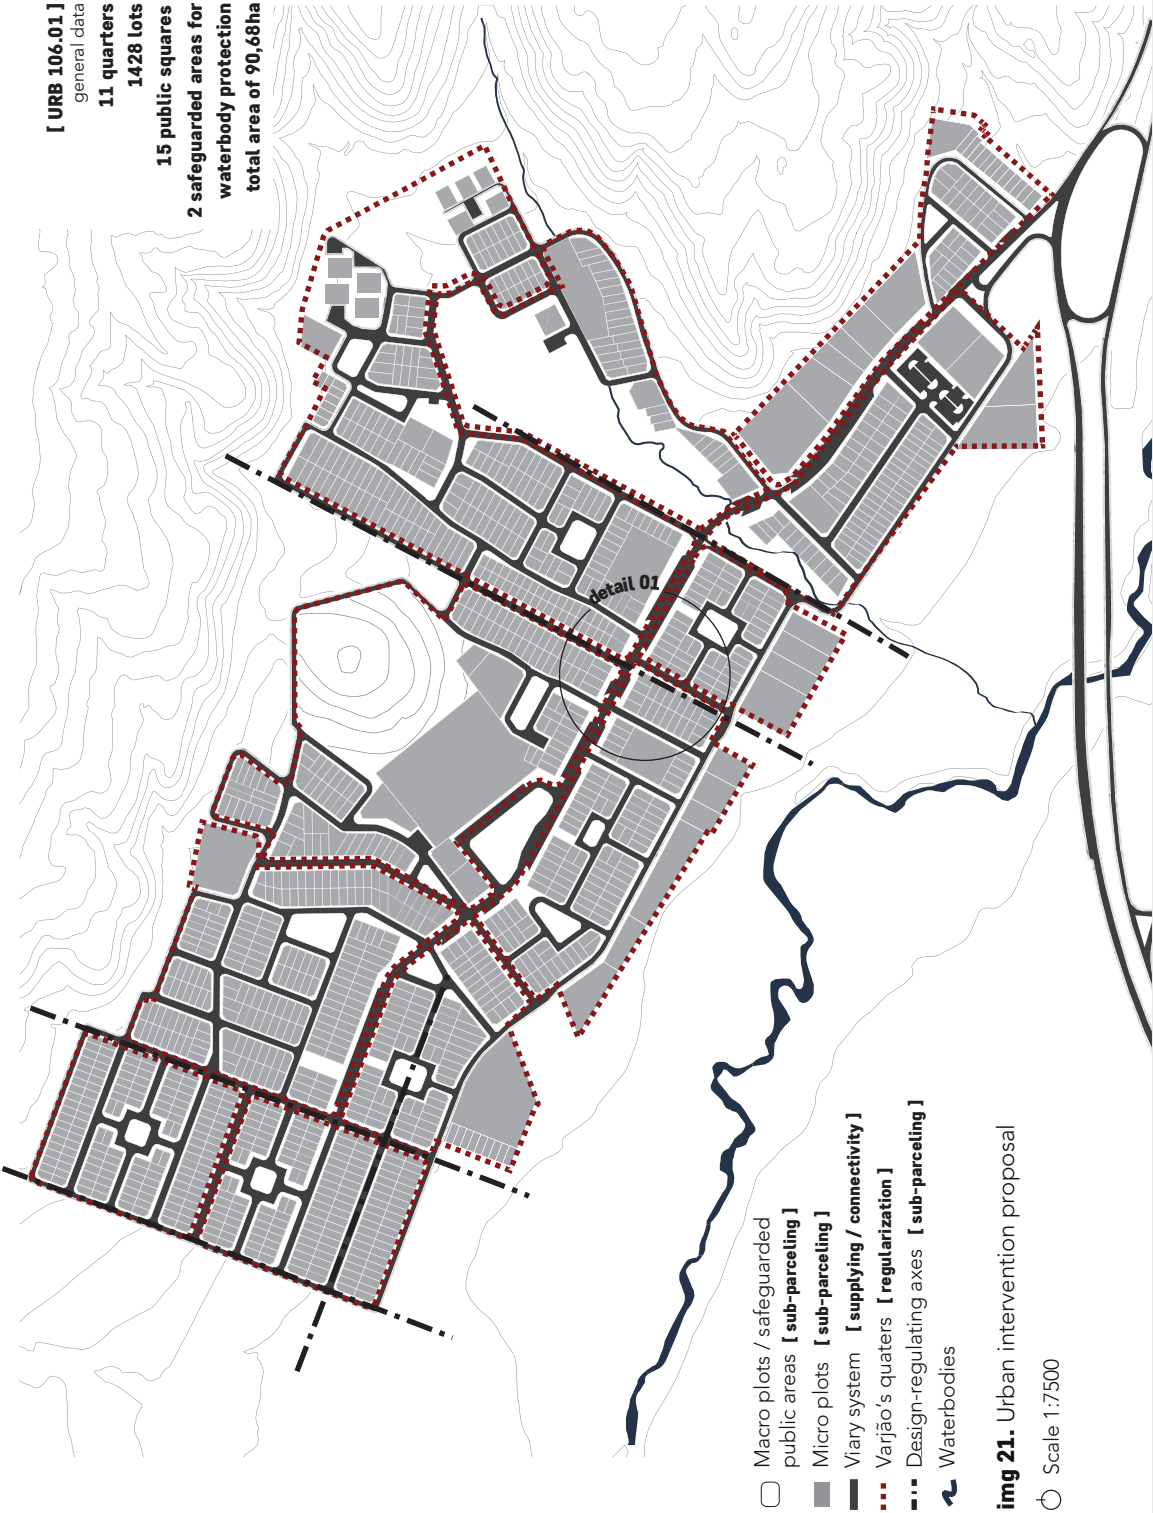 [ URB 106.01 ]
general data
11 quarters
1428 lots
15 public squares
2 safeguarded areas for
waterbody protection
total area of 90,68ha
detail 01
Macro plots / safeguarded
public areas [ sub-parceling ]
Micro plots [ sub-parceling ]
Viary system [ supplying / connectivity ]
Varjão's quaters [ regularization ]
Design-regulating axes [ sub-parceling ]
Waterbodies
img 21. Urban intervention proposal
Scale 1:7500